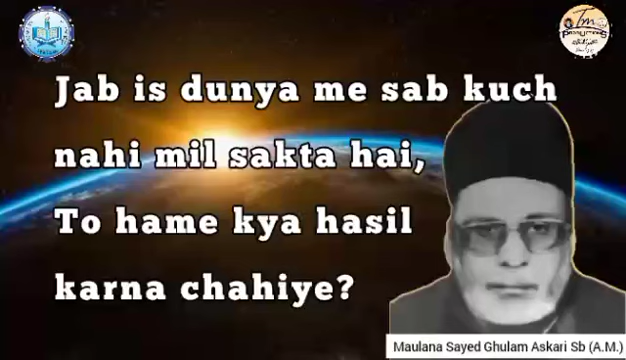 Jab is dunya me sab kuch
nahi mil sakta hai,
To hame kya hasil
karna chahiye?
Maulana Sayed Ghulam Askari Sb (A.M.)